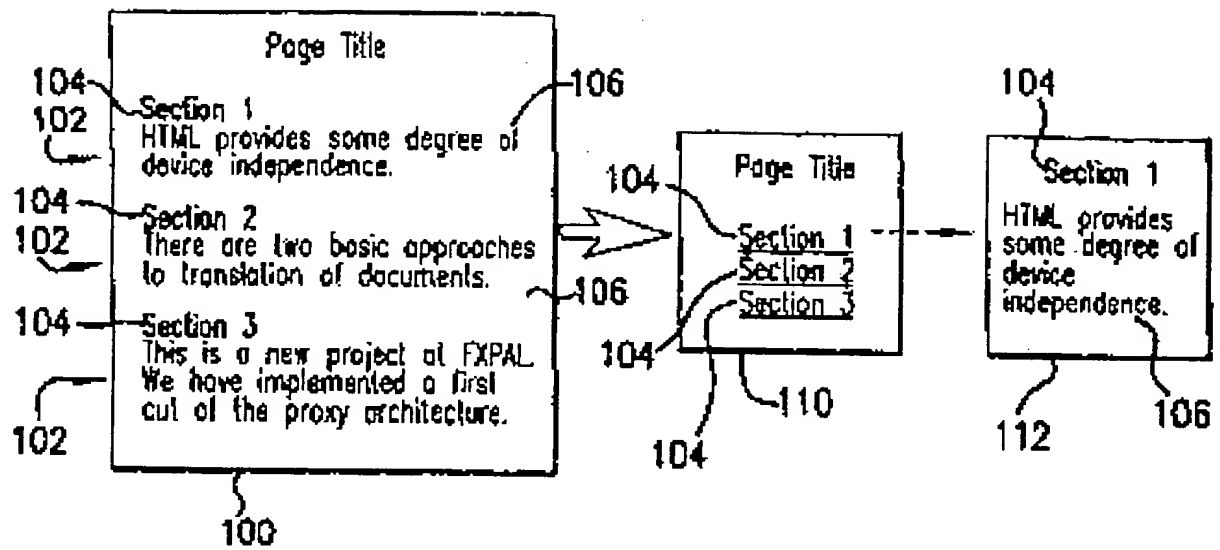 Page Title
104
Section 1
106
102
HTML provides some degree of
device independence.
104
Section 2
102
There are two basic approaches
to translation of documents.
106
104
Section 3
This is a new project at FXPAL.
We have implemented a first
cut of the proxy architecture.
102
100
Page Title
104
Section 1
Section 2
Section 3
104
104
110
104
Section 1
HTML provides
some degree of
device
independence.
106
112